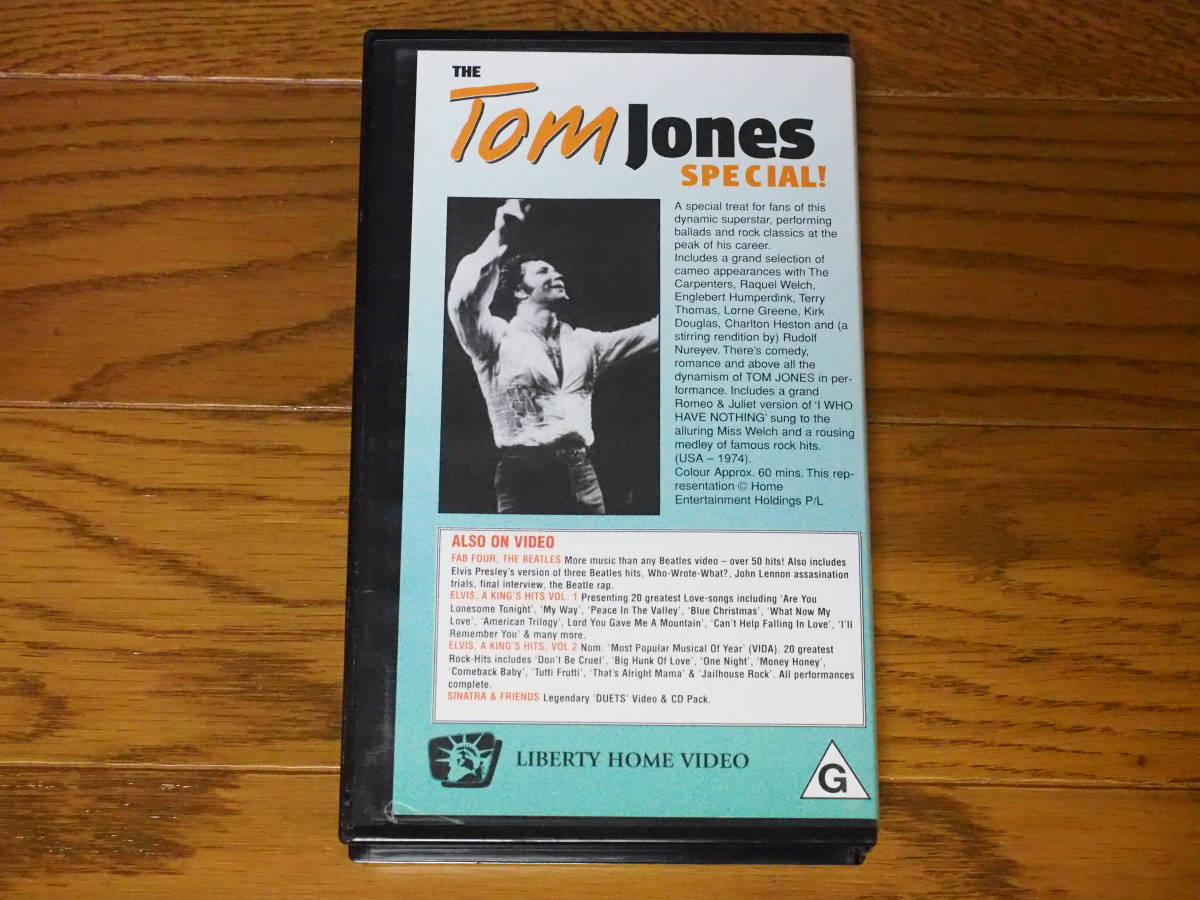 THE
Tom Jones
SPECIAL!
A special treat for fans of this
dynamic superstar, performing
ballads and rock classics at the
peak of his career.
Includes a grand selection of
cameo appearances with The
Carpenters, Raquel Welch,
Englebert Humperdink, Terry
Thomas, Lorne Greene, Kirk
Douglas, Charlton Heston and (a
stirring rendition by) Rudolf
Nureyev. There's comedy,
romance and above all the
dynamism of TOM JONES in per-
formance. Includes a grand
Romeo & Juliet version of 'I WHO
HAVE NOTHING' sung to the
alluring Miss Welch and a rousing
medley of famous rock hits.
(USA – 1974).
Colour Approx. 60 mins. This rep-
resentation © Home
Entertainment Holdings P/L
ALSO ON VIDEO
FAB FOUR, THE BEATLES More music than any Beatles video – over 50 hits! Also includes
Elvis Presley's version of three Beatles hits, Who-Wrote-What?, John Lennon assasination
trials, final interview, the Beatle rap.
ELVIS, A KING'S HITS VOL. 1 Presenting 20 greatest Love-songs including 'Are You
Lonesome Tonight', 'My Way', 'Peace In The Valley', 'Blue Christmas', 'What Now My
Love', 'American Trilogy', Lord You Gave Me A Mountain', 'Can't Help Falling In Love', 'I'll
Remember You' & many more.
ELVIS, A KING'S HITS, VOL 2 Nom. 'Most Popular Musical Of Year' (VIDA). 20 greatest
Rock-Hits includes 'Don't Be Cruel', 'Big Hunk Of Love', 'One Night', 'Money Honey',
'Comeback Baby', 'Tutti Frutti', 'That's Alright Mama' & 'Jailhouse Rock'. All performances
complete.
SINATRA & FRIENDS Legendary 'DUETS' Video & CD Pack.
LIBERTY HOME VIDEO
G